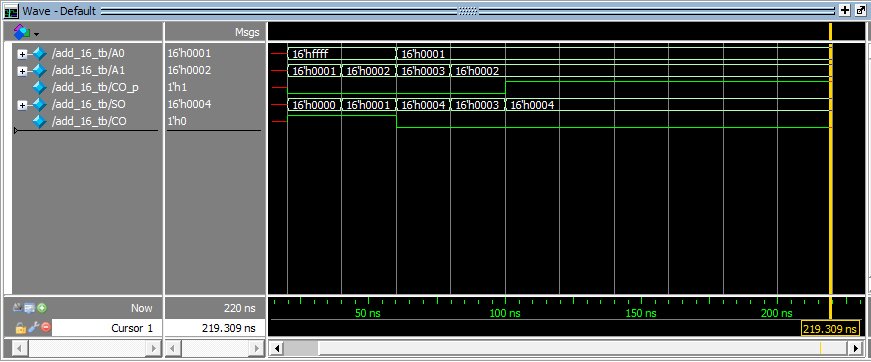 Wave - Default
Msgs
/add_16_tb/A0 16'h0001 16'hffff 16'h0001
/add_16_tb/A1 16'h0002 16'h0001 16'h0002 16'h0003 16'h0002
/add_16_tb/CO_p 1'h1
/add_16_tb/SO 16'h0004 16'h0000 16'h0001 16'h0004 16'h0003 16'h0004
/add_16_tb/CO 1'h0
Now 220 ns 50 ns 100 ns 150 ns 200 ns
Cursor 1 219.309 ns 219.309 ns